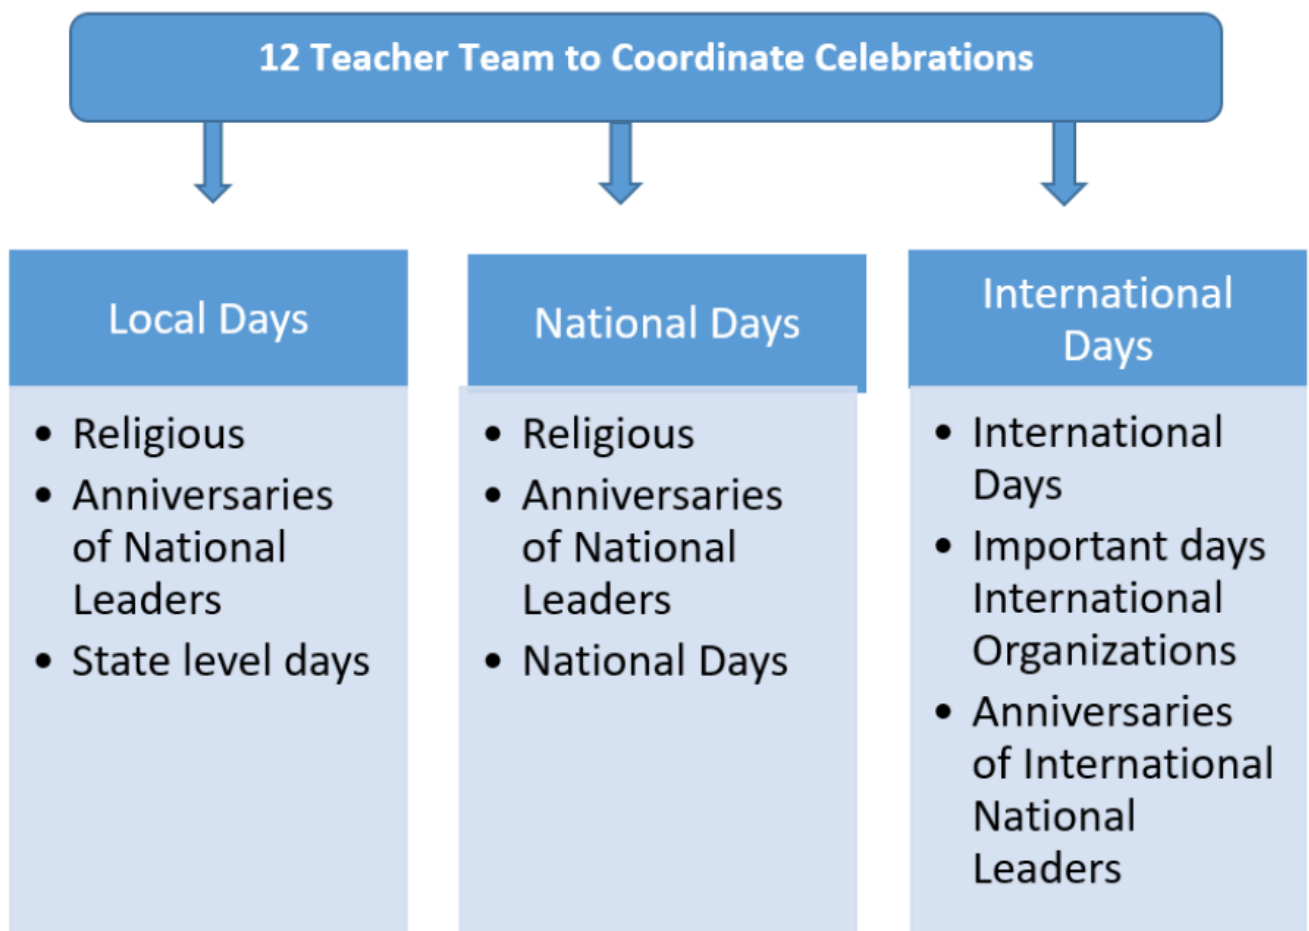 12 Teacher Team to Coordinate Celebrations
Local Days
• Religious
• Anniversaries
of National
Leaders
• State level days
National Days
• Religious
• Anniversaries
of National
Leaders
• National Days
International
Days
• International
Days
• Important days
International
Organizations
• Anniversaries
of International
National
Leaders